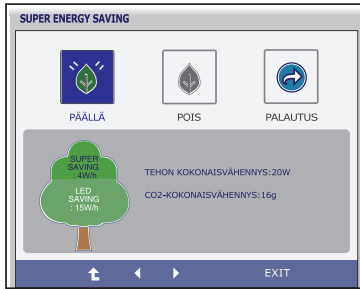 SUPER ENERGY SAVING
PÄÄLLÄ
POIS
PALAUTUS
SUPER
SAVING
: 4W/h
LED
SAVING
: 15W/h
TEHON KOKONAISVÄHENNYS:20W
CO2-KOKONAISVÄHENNYS:16g
EXIT